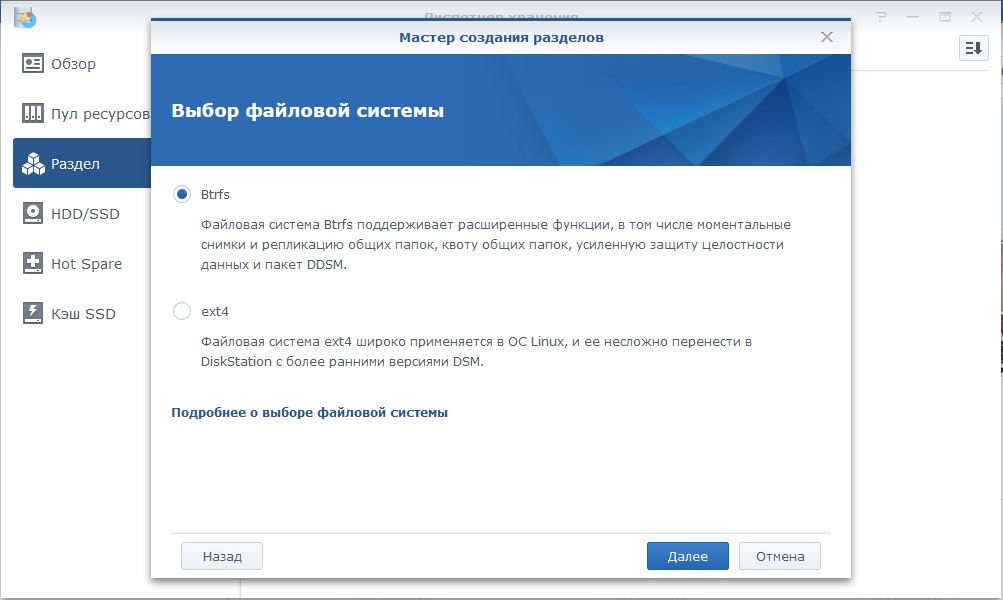 Диспетчер хранения
Мастер создания разделов
Обзор
Пул ресурсов
Раздел
HDD/SSD
Hot Spare
Кэш SSD
Выбор файловой системы
Btrfs
Файловая система Btrfs поддерживает расширенные функции, в том числе моментальные
снимки и репликацию общих папок, квоту общих папок, усиленную защиту целостности
данных и пакет DDSM.
ext4
Файловая система ext4 широко применяется в ОС Linux, и ее несложно перенести в
DiskStation с более ранними версиями DSM.
Подробнее о выборе файловой системы
Назад
Далее
Отмена